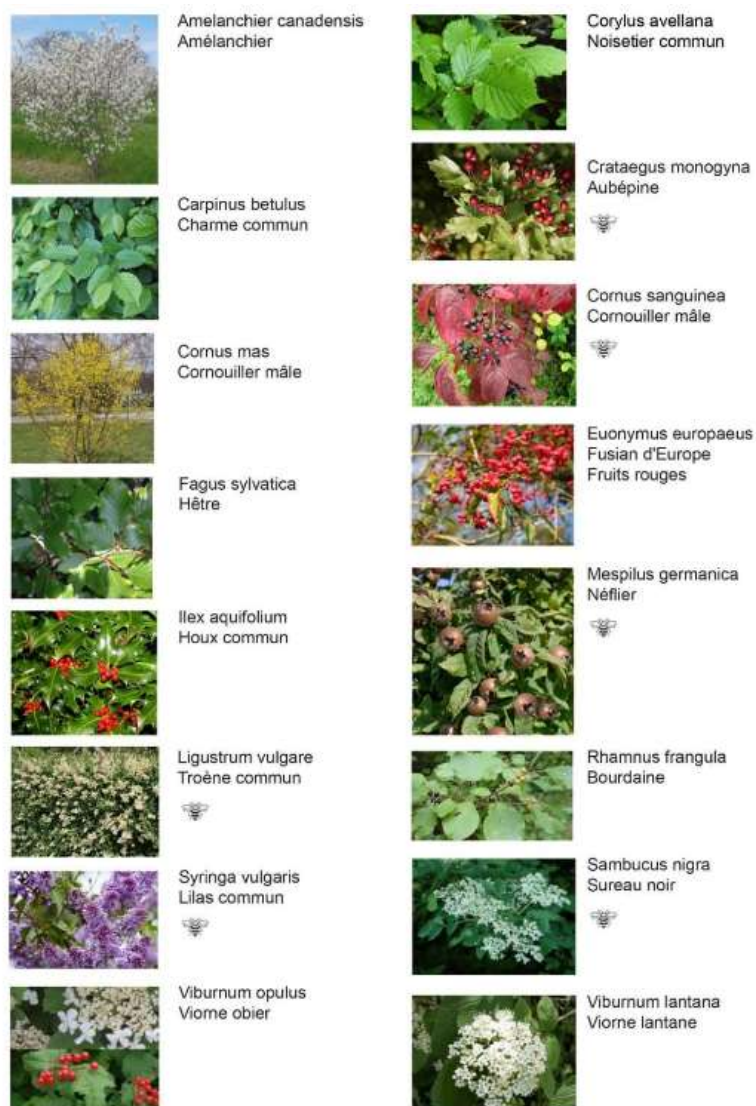 Amelanchier canadensis
Amélanchier
Carpinus betulus
Charme commun
Cornus mas
Cornouiller mâle
Fagus sylvatica
Hêtre
Ilex aquifolium
Houx commun
Ligustrum vulgare
Troène commun
Syringa vulgaris
Lilas commun
Viburnum opulus
Viorne obier
Corylus avellana
Noisetier commun
Crataegus monogyna
Aubépine
Cornus sanguinea
Cornouiller mâle
Euonymus europaeus
Fusian d'Europe
Fruits rouges
Mespilus germanica
Néflier
Rhamnus frangula
Bourdaine
Sambucus nigra
Sureau noir
Viburnum lantana
Viorne lantane